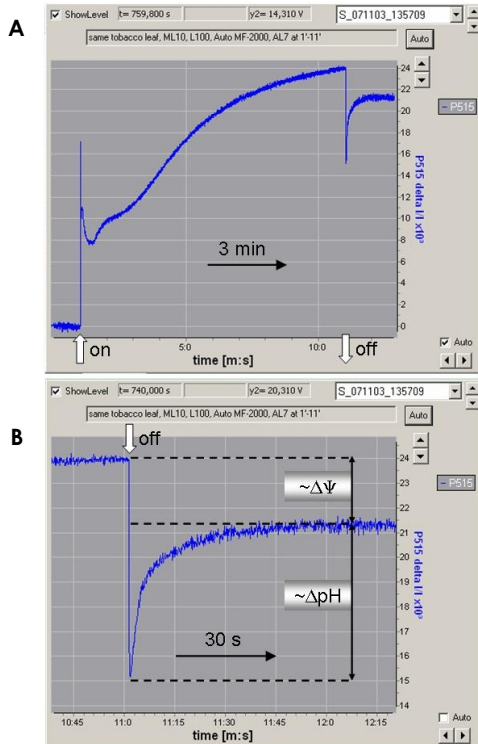 A
ShowLevel t= 759,800 s y2= 14,310 V S_071103_135709
same tobacco leaf, ML10, L100, Auto MF-2000, AL7 at 1'-11' Auto
24
22
20
18
16
14
12
10
8
6
4
2
0
P515 delta I/I x10³
P515
3 min
on
off
5:0 10:0
time [m:s]
Auto
B
ShowLevel t= 740,000 s y2= 20,310 V S_071103_135709
same tobacco leaf, ML10, L100, Auto MF-2000, AL7 at 1'-11' Auto
off
24
23
22
21
20
19
18
17
16
15
14
P515 delta I/I x10³
P515
~ΔΨ
~ΔpH
30 s
10:45 11:0 11:15 11:30 11:45 12:0 12:15
time [m:s]
Auto